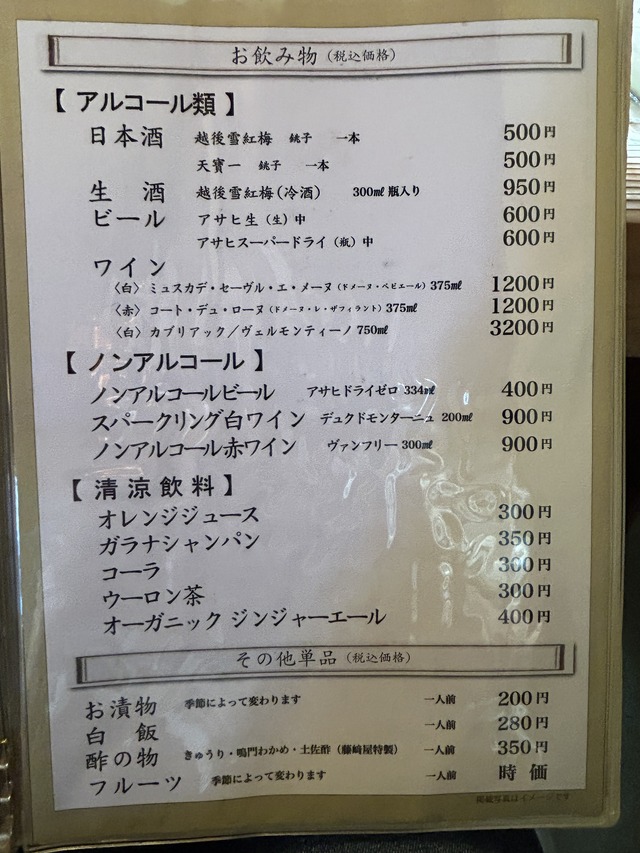 お飲み物（税込価格）
【アルコール類】
日本酒 越後雪紅梅 銚子 一本 500円
天寶一 銚子 一本 500円
生酒 越後雪紅梅（冷酒） 300㎖瓶入り 950円
ビール アサヒ生（生）中 600円
アサヒスーパードライ（瓶）中 600円
ワイン
〈白〉ミュスカデ・セーヴル・エ・メーヌ（ドメーヌ・ペピエール）375㎖ 1200円
〈赤〉コート・デュ・ローヌ（ドメーヌ・レ・ザフィラント）375㎖ 1200円
〈白〉カブリアック／ヴェルモンティーノ 750㎖ 3200円
【ノンアルコール】
ノンアルコールビール アサヒドライゼロ 334㎖ 400円
スパークリング白ワイン デュクドモンターニュ 200㎖ 900円
ノンアルコール赤ワイン ヴァンフリー 300㎖ 900円
【清涼飲料】
オレンジジュース 300円
ガラナシャンパン 350円
コーラ 300円
ウーロン茶 300円
オーガニック ジンジャーエール 400円
その他単品（税込価格）
お漬物 季節によって変わります 一人前 200円
白飯 一人前 280円
酢の物 きゅうり・鳴門わかめ・土佐酢（藤﨑屋特製） 一人前 350円
フルーツ 季節によって変わります 一人前 時価
掲載写真はイメージです